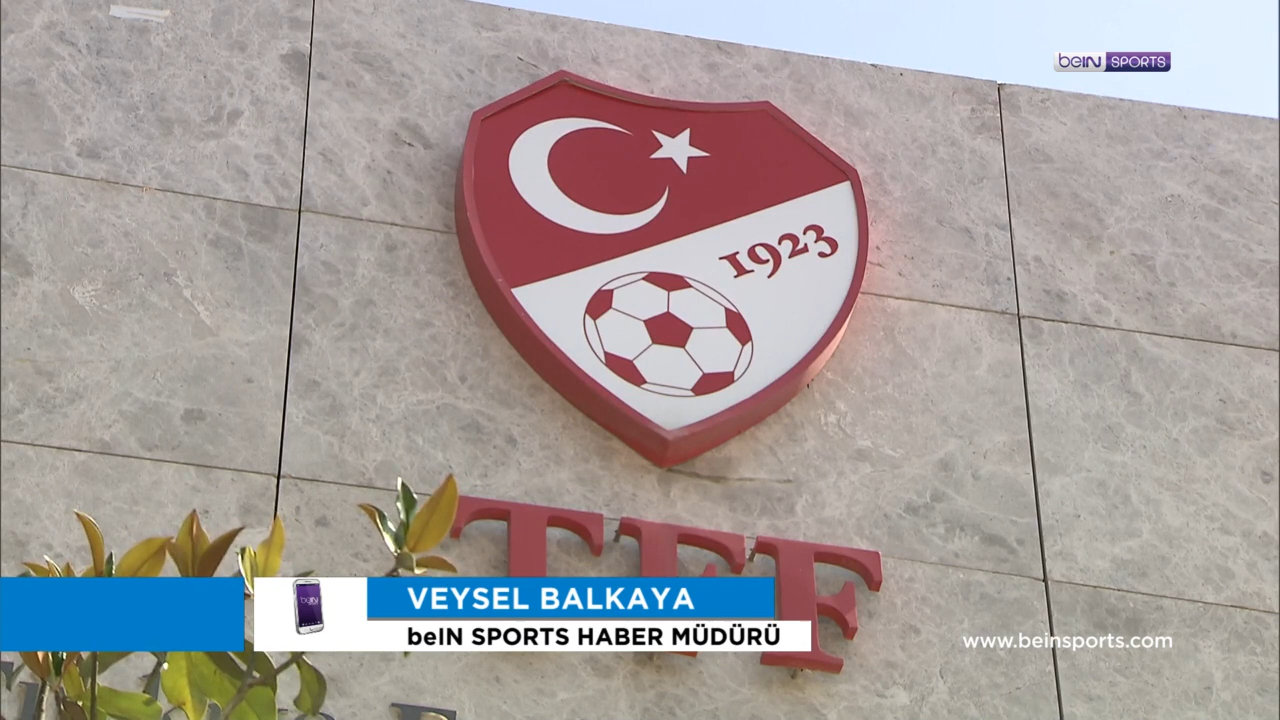 beIN SPORTS
1923
TFF
VEYSEL BALKAYA
beIN SPORTS HABER MÜDÜRÜ
www.beinsports.com